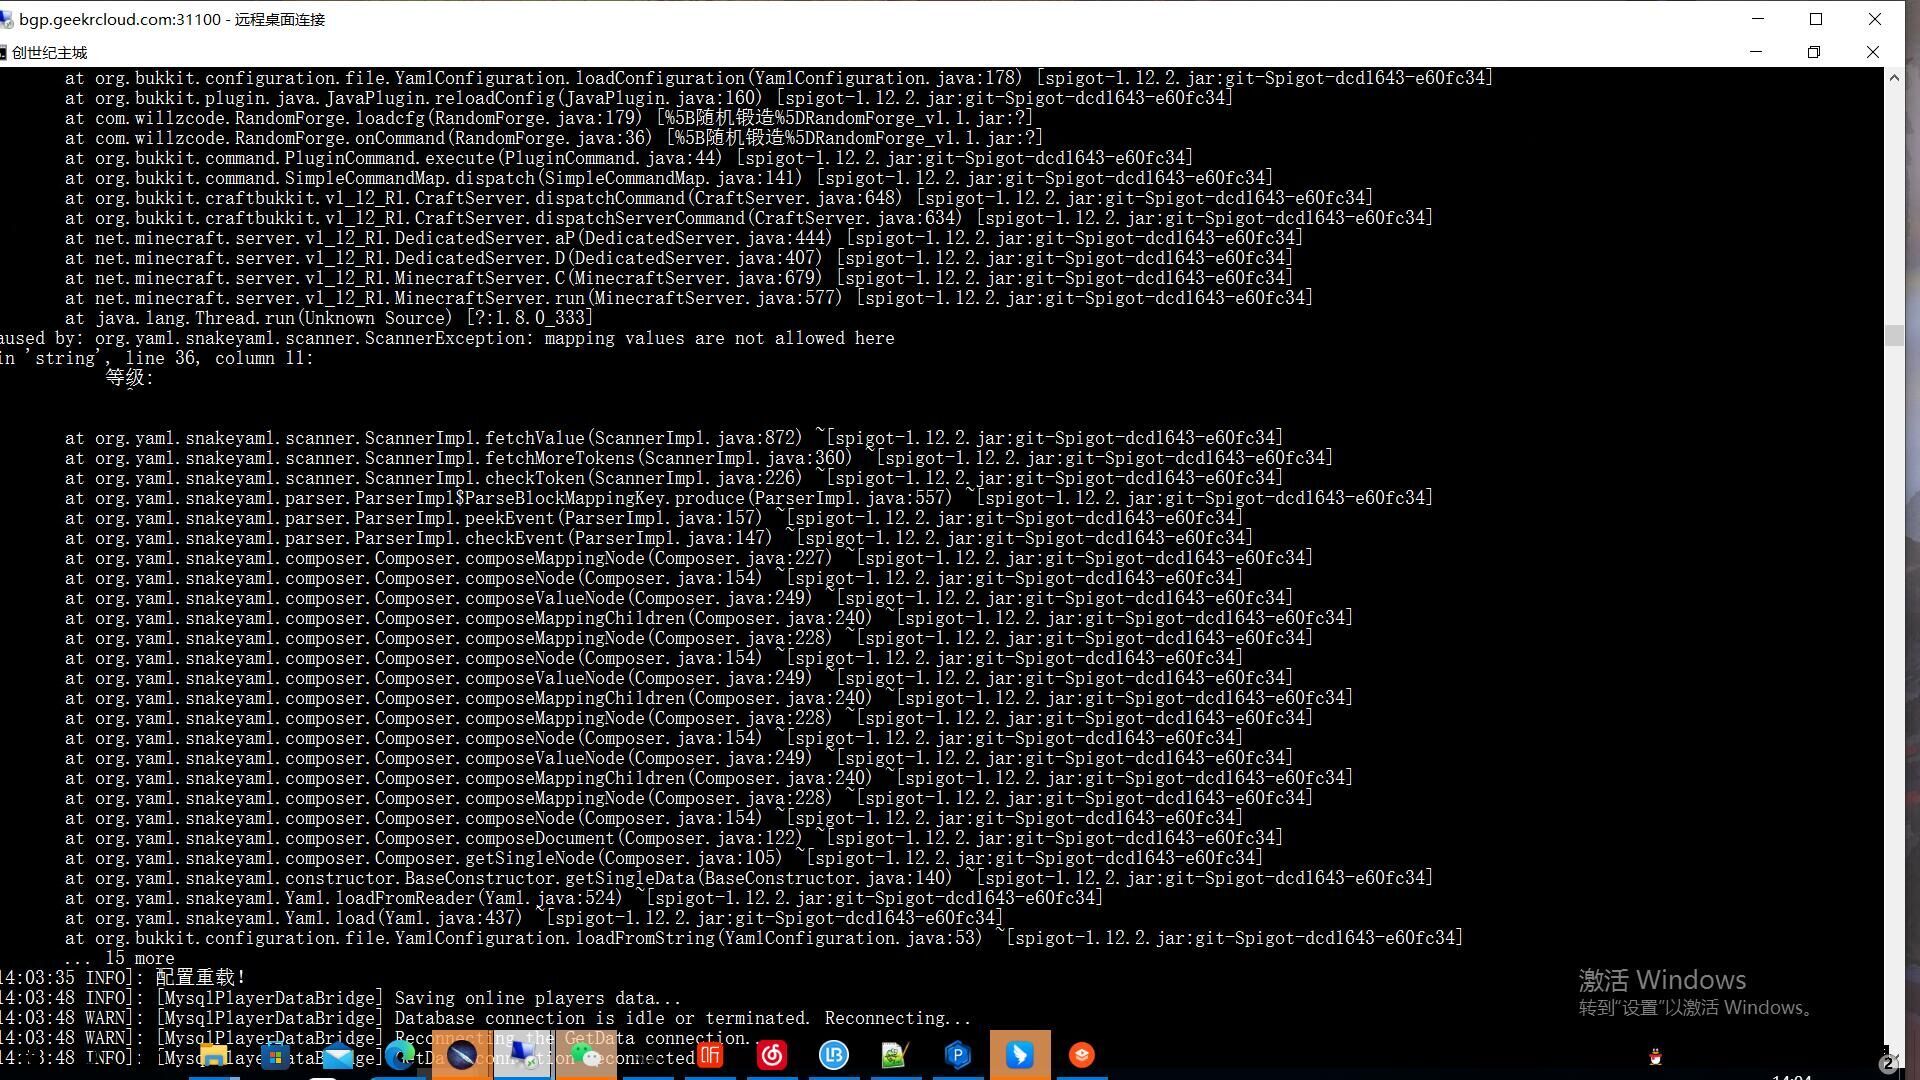 bgp.geekrcloud.com:31100 - 远程桌面连接
创世纪主城
at org.bukkit.configuration.file.YamlConfiguration.loadConfiguration(YamlConfiguration.java:178) [spigot-1.12.2.jar:git-Spigot-dcd1643-e60fc34]
at org.bukkit.plugin.java.JavaPlugin.reloadConfig(JavaPlugin.java:160) [spigot-1.12.2.jar:git-Spigot-dcd1643-e60fc34]
at com.willzcode.RandomForge.loadcfg(RandomForge.java:179) [%5B随机锻造%5DRandomForge_v1.1.jar:?]
at com.willzcode.RandomForge.onCommand(RandomForge.java:36) [%5B随机锻造%5DRandomForge_v1.1.jar:?]
at org.bukkit.command.PluginCommand.execute(PluginCommand.java:44) [spigot-1.12.2.jar:git-Spigot-dcd1643-e60fc34]
at org.bukkit.command.SimpleCommandMap.dispatch(SimpleCommandMap.java:141) [spigot-1.12.2.jar:git-Spigot-dcd1643-e60fc34]
at org.bukkit.craftbukkit.v1_12_R1.CraftServer.dispatchCommand(CraftServer.java:648) [spigot-1.12.2.jar:git-Spigot-dcd1643-e60fc34]
at org.bukkit.craftbukkit.v1_12_R1.CraftServer.dispatchServerCommand(CraftServer.java:634) [spigot-1.12.2.jar:git-Spigot-dcd1643-e60fc34]
at net.minecraft.server.v1_12_R1.DedicatedServer.aP(DedicatedServer.java:444) [spigot-1.12.2.jar:git-Spigot-dcd1643-e60fc34]
at net.minecraft.server.v1_12_R1.DedicatedServer.D(DedicatedServer.java:407) [spigot-1.12.2.jar:git-Spigot-dcd1643-e60fc34]
at net.minecraft.server.v1_12_R1.MinecraftServer.C(MinecraftServer.java:679) [spigot-1.12.2.jar:git-Spigot-dcd1643-e60fc34]
at net.minecraft.server.v1_12_R1.MinecraftServer.run(MinecraftServer.java:577) [spigot-1.12.2.jar:git-Spigot-dcd1643-e60fc34]
at java.lang.Thread.run(Unknown Source) [?:1.8.0_333]
aused by: org.yaml.snakeyaml.scanner.ScannerException: mapping values are not allowed here
in 'string', line 36, column 11:
等级:
^
at org.yaml.snakeyaml.scanner.ScannerImpl.fetchValue(ScannerImpl.java:872) ~[spigot-1.12.2.jar:git-Spigot-dcd1643-e60fc34]
at org.yaml.snakeyaml.scanner.ScannerImpl.fetchMoreTokens(ScannerImpl.java:360) ~[spigot-1.12.2.jar:git-Spigot-dcd1643-e60fc34]
at org.yaml.snakeyaml.scanner.ScannerImpl.checkToken(ScannerImpl.java:226) ~[spigot-1.12.2.jar:git-Spigot-dcd1643-e60fc34]
at org.yaml.snakeyaml.parser.ParserImpl$ParseBlockMappingKey.produce(ParserImpl.java:557) ~[spigot-1.12.2.jar:git-Spigot-dcd1643-e60fc34]
at org.yaml.snakeyaml.parser.ParserImpl.peekEvent(ParserImpl.java:157) ~[spigot-1.12.2.jar:git-Spigot-dcd1643-e60fc34]
at org.yaml.snakeyaml.parser.ParserImpl.checkEvent(ParserImpl.java:147) ~[spigot-1.12.2.jar:git-Spigot-dcd1643-e60fc34]
at org.yaml.snakeyaml.composer.Composer.composeMappingNode(Composer.java:227) ~[spigot-1.12.2.jar:git-Spigot-dcd1643-e60fc34]
at org.yaml.snakeyaml.composer.Composer.composeNode(Composer.java:154) ~[spigot-1.12.2.jar:git-Spigot-dcd1643-e60fc34]
at org.yaml.snakeyaml.composer.Composer.composeValueNode(Composer.java:249) ~[spigot-1.12.2.jar:git-Spigot-dcd1643-e60fc34]
at org.yaml.snakeyaml.composer.Composer.composeMappingChildren(Composer.java:240) ~[spigot-1.12.2.jar:git-Spigot-dcd1643-e60fc34]
at org.yaml.snakeyaml.composer.Composer.composeMappingNode(Composer.java:228) ~[spigot-1.12.2.jar:git-Spigot-dcd1643-e60fc34]
at org.yaml.snakeyaml.composer.Composer.composeNode(Composer.java:154) ~[spigot-1.12.2.jar:git-Spigot-dcd1643-e60fc34]
at org.yaml.snakeyaml.composer.Composer.composeValueNode(Composer.java:249) ~[spigot-1.12.2.jar:git-Spigot-dcd1643-e60fc34]
at org.yaml.snakeyaml.composer.Composer.composeMappingChildren(Composer.java:240) ~[spigot-1.12.2.jar:git-Spigot-dcd1643-e60fc34]
at org.yaml.snakeyaml.composer.Composer.composeMappingNode(Composer.java:228) ~[spigot-1.12.2.jar:git-Spigot-dcd1643-e60fc34]
at org.yaml.snakeyaml.composer.Composer.composeNode(Composer.java:154) ~[spigot-1.12.2.jar:git-Spigot-dcd1643-e60fc34]
at org.yaml.snakeyaml.composer.Composer.composeValueNode(Composer.java:249) ~[spigot-1.12.2.jar:git-Spigot-dcd1643-e60fc34]
at org.yaml.snakeyaml.composer.Composer.composeMappingChildren(Composer.java:240) ~[spigot-1.12.2.jar:git-Spigot-dcd1643-e60fc34]
at org.yaml.snakeyaml.composer.Composer.composeMappingNode(Composer.java:228) ~[spigot-1.12.2.jar:git-Spigot-dcd1643-e60fc34]
at org.yaml.snakeyaml.composer.Composer.composeNode(Composer.java:154) ~[spigot-1.12.2.jar:git-Spigot-dcd1643-e60fc34]
at org.yaml.snakeyaml.composer.Composer.composeDocument(Composer.java:122) ~[spigot-1.12.2.jar:git-Spigot-dcd1643-e60fc34]
at org.yaml.snakeyaml.composer.Composer.getSingleNode(Composer.java:105) ~[spigot-1.12.2.jar:git-Spigot-dcd1643-e60fc34]
at org.yaml.snakeyaml.constructor.BaseConstructor.getSingleData(BaseConstructor.java:140) ~[spigot-1.12.2.jar:git-Spigot-dcd1643-e60fc34]
at org.yaml.snakeyaml.Yaml.loadFromReader(Yaml.java:524) ~[spigot-1.12.2.jar:git-Spigot-dcd1643-e60fc34]
at org.yaml.snakeyaml.Yaml.load(Yaml.java:437) ~[spigot-1.12.2.jar:git-Spigot-dcd1643-e60fc34]
at org.bukkit.configuration.file.YamlConfiguration.loadFromString(YamlConfiguration.java:53) ~[spigot-1.12.2.jar:git-Spigot-dcd1643-e60fc34]
... 15 more
14:03:35 INFO]: 配置重载!
14:03:48 INFO]: [MysqlPlayerDataBridge] Saving online players data...
14:03:48 WARN]: [MysqlPlayerDataBridge] Database connection is idle or terminated. Reconnecting...
14:03:48 WARN]: [MysqlPlayerDataBridge] Reconnecting the GetData connection..
激活 Windows
转到"设置"以激活 Windows。